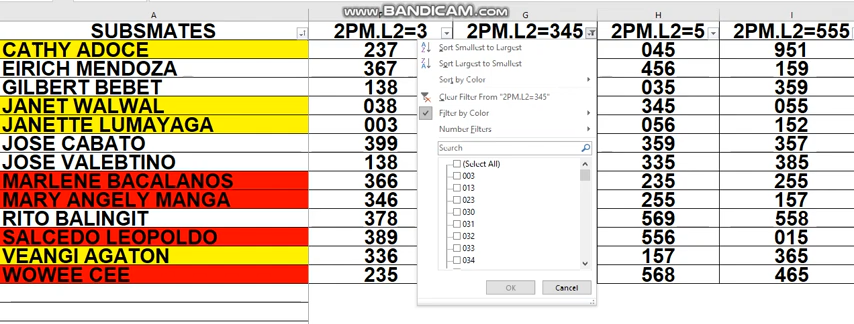 www.BANDICAM.com
A G H I
SUBSMATES 2PM.L2=3 2PM.L2=345 2PM.L2=5 2PM.L2=555
CATHY ADOCE 237 045 951
EIRICH MENDOZA 367 456 159
GILBERT BEBET 138 035 359
JANET WALWAL 038 345 055
JANETTE LUMAYAGA 003 056 152
JOSE CABATO 399 359 357
JOSE VALEBTINO 138 335 385
MARLENE BACALANOS 366 235 255
MARY ANGELY MANGA 346 255 157
RITO BALINGIT 378 569 558
SALCEDO LEOPOLDO 389 556 015
VEANGI AGATON 336 157 365
WOWEE CEE 235 568 465
Sort Smallest to Largest
Sort Largest to Smallest
Sort by Color
Clear Filter From "2PM.L2=345"
Filter by Color
Number Filters
Search
(Select All)
003
013
023
030
031
032
033
034
OK Cancel